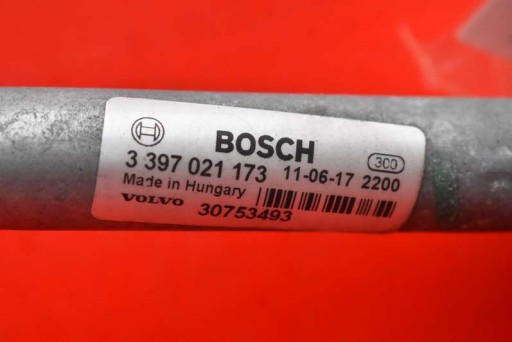 BOSCH
3 397 021 173 11-06-17 2200
300
Made in Hungary
VOLVO 30753493